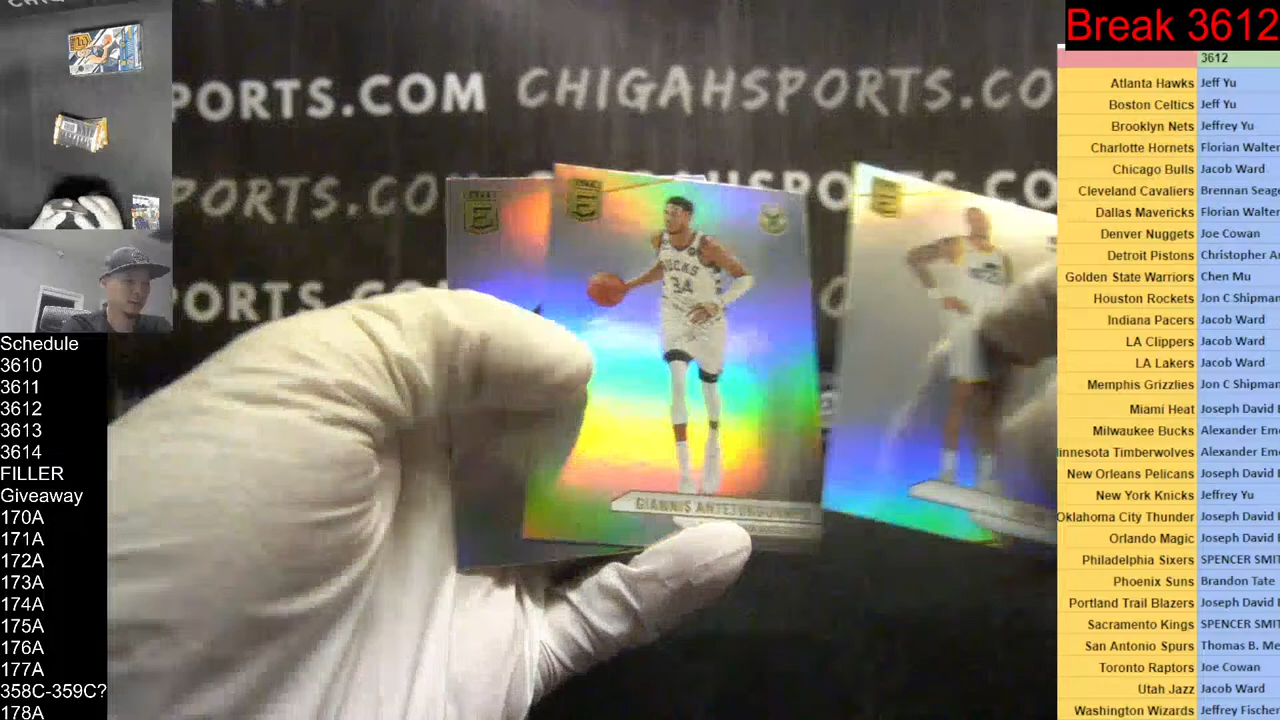 Break 3612
3612
Atlanta Hawks Jeff Yu
Boston Celtics Jeff Yu
Brooklyn Nets Jeffrey Yu
Charlotte Hornets Florian Walter
Chicago Bulls Jacob Ward
Cleveland Cavaliers Brennan Seag
Dallas Mavericks Florian Walter
Denver Nuggets Joe Cowan
Detroit Pistons Christopher A
Golden State Warriors Chen Mu
Houston Rockets Jon C Shipma
Indiana Pacers Jacob Ward
LA Clippers Jacob Ward
LA Lakers Jacob Ward
Memphis Grizzlies Jon C Shipma
Miami Heat Joseph David
Milwaukee Bucks Alexander Em
innesota Timberwolves Alexander Em
New Orleans Pelicans Joseph David
New York Knicks Jeffrey Yu
Oklahoma City Thunder Joseph David
Orlando Magic Joseph David
Philadelphia Sixers SPENCER SMI
Phoenix Suns Brandon Tate
Portland Trail Blazers Joseph David
Sacramento Kings SPENCER SMI
San Antonio Spurs Thomas B. Me
Toronto Raptors Joe Cowan
Utah Jazz Jacob Ward
Washington Wizards Jeffrey Fischer
PORTS.COM CHIGAHSPORTS.CO
PORTS.COM
CO
PORTS
BUCKS
34
GIANNIS ANTETOKOUNMPO
Schedule
3610
3611
3612
3613
3614
FILLER
Giveaway
170A
171A
172A
173A
174A
175A
176A
177A
358C-359C?
178A